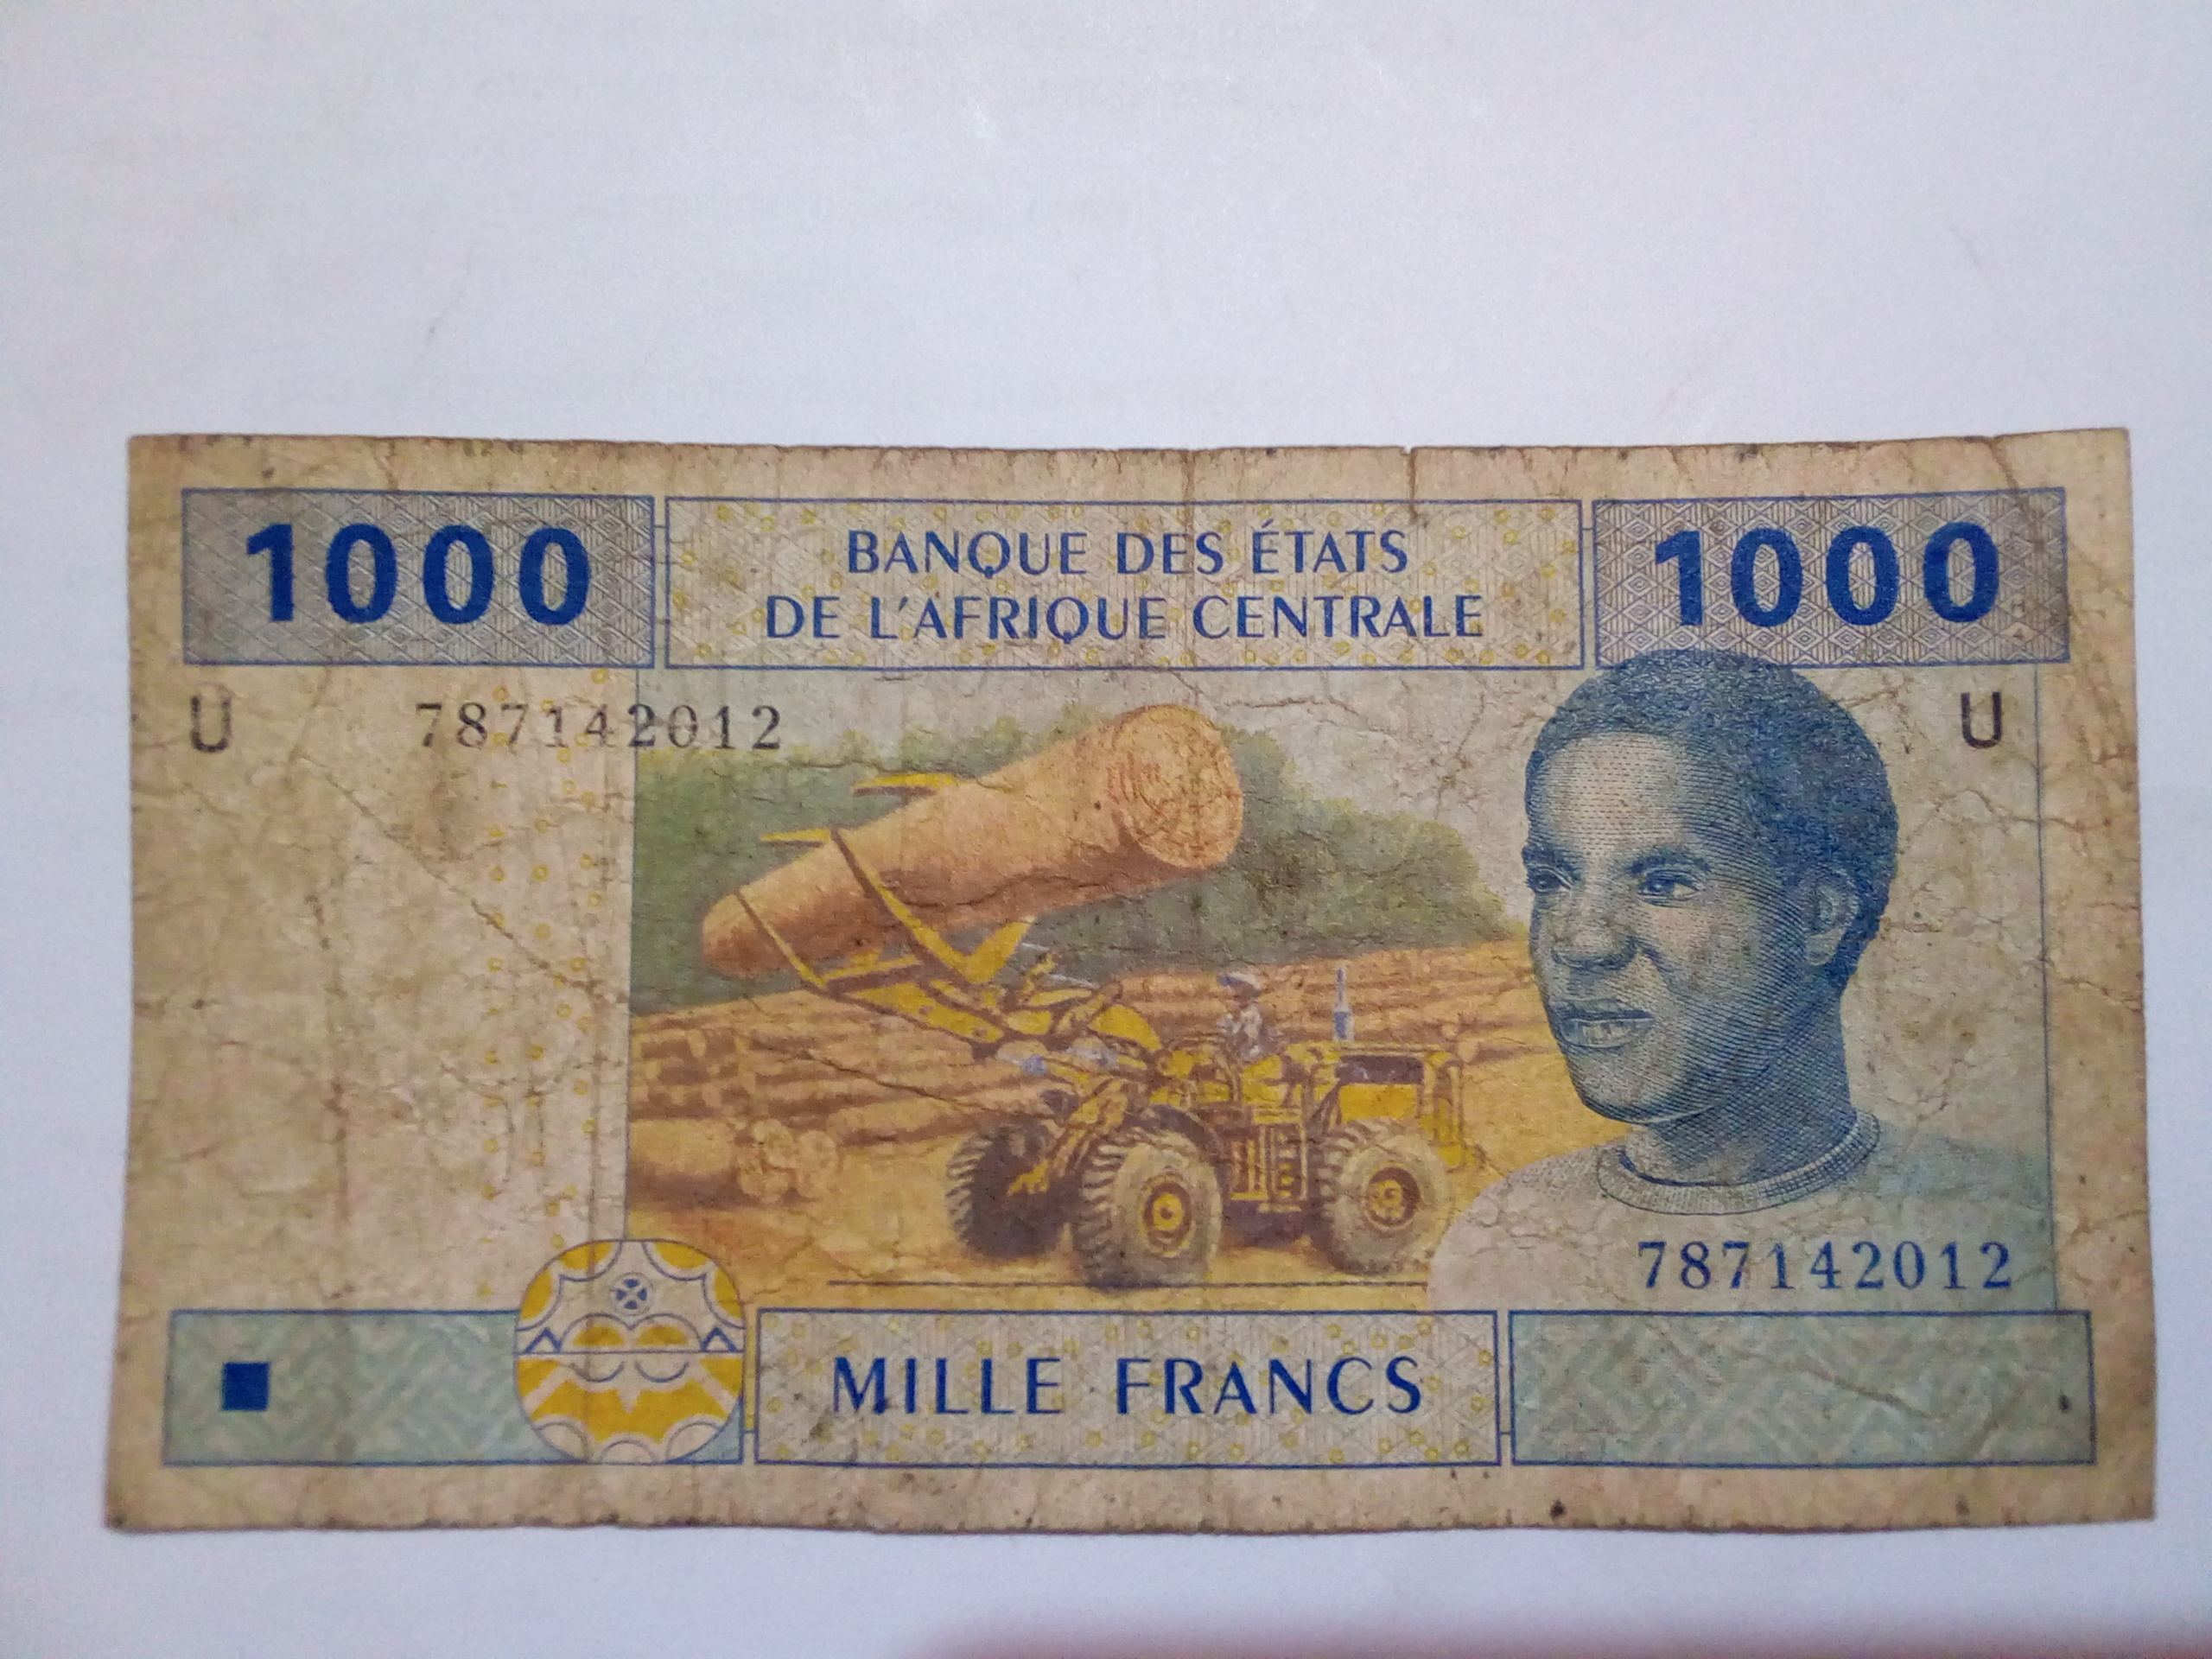 1000
BANQUE DES ÉTATS
DE L'AFRIQUE CENTRALE
1000
U 787142012
U
787142012
MILLE FRANCS